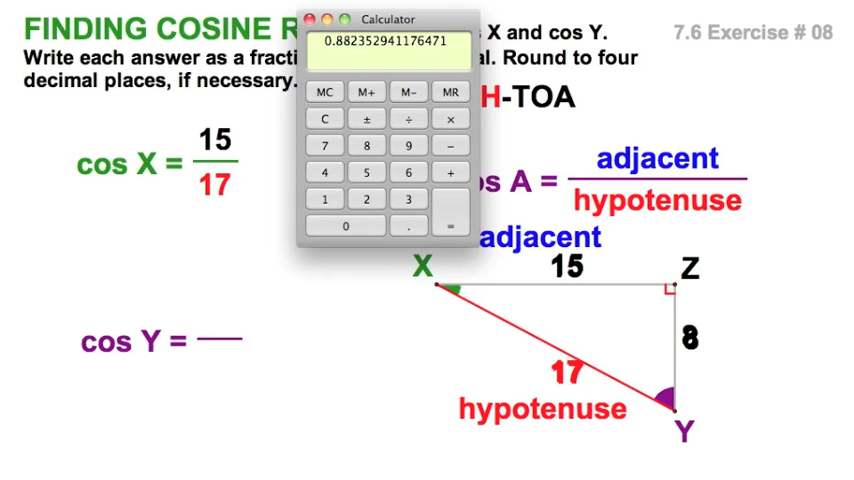 FINDING COSINE R
X and cos Y.
7.6 Exercise # 08
Write each answer as a fracti
al. Round to four
decimal places, if necessary.
Calculator
0.882352941176471
MC M+ M- MR
C ± ÷ ×
7 8 9 −
4 5 6 +
1 2 3
0 . =
H-TOA
cos X = 15
17
os A = adjacent
hypotenuse
adjacent
X 15 Z
cos Y =
8
17
hypotenuse
Y